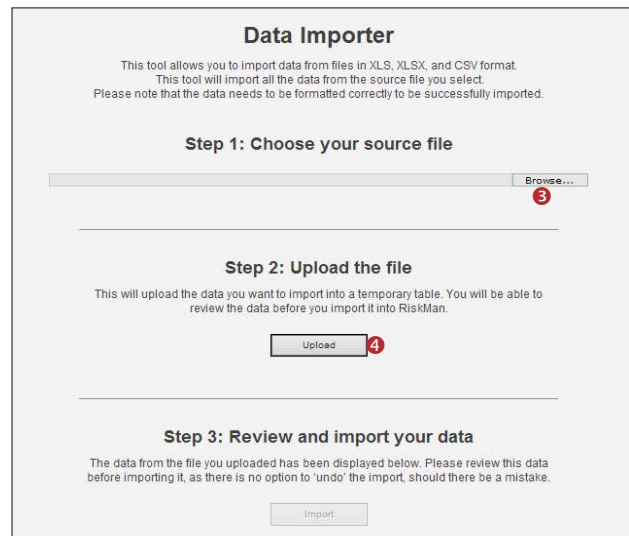 Data Importer
This tool allows you to import data from files in XLS, XLSX, and CSV format.
This tool will import all the data from the source file you select.
Please note that the data needs to be formatted correctly to be successfully imported.
Step 1: Choose your source file
Browse...
3
Step 2: Upload the file
This will upload the data you want to import into a temporary table. You will be able to
review the data before you import it into RiskMan.
Upload 4
Step 3: Review and import your data
The data from the file you uploaded has been displayed below. Please review this data
before importing it, as there is no option to 'undo' the import, should there be a mistake.
Import